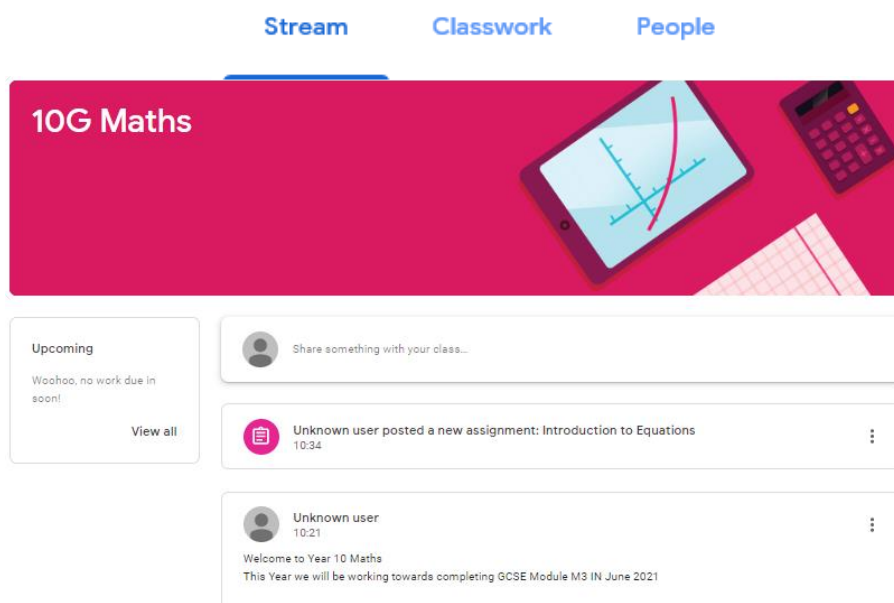 Stream Classwork People
10G Maths
Upcoming
Woohoo, no work due in
soon!
View all
Share something with your class...
Unknown user posted a new assignment: Introduction to Equations
10:34
Unknown user
10:21
Welcome to Year 10 Maths
This Year we will be working towards completing GCSE Module M3 IN June 2021